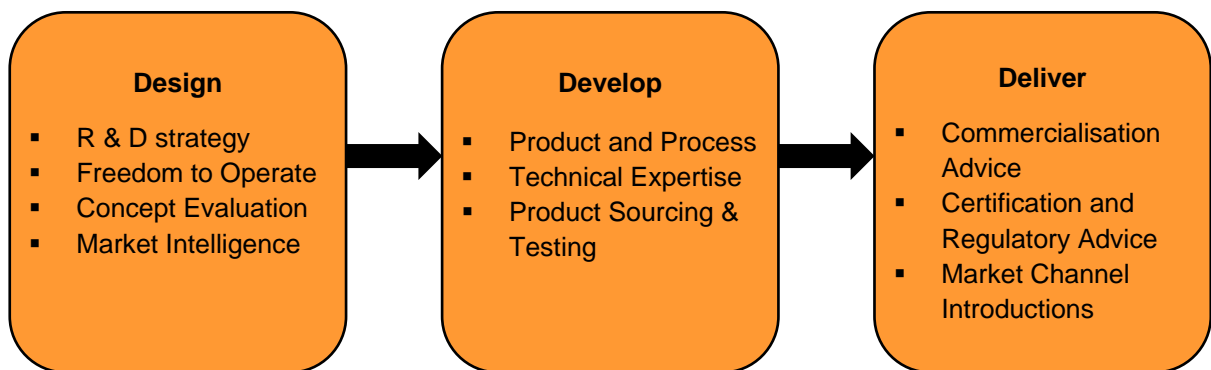 Design
▪ R & D strategy
▪ Freedom to Operate
▪ Concept Evaluation
▪ Market Intelligence
Develop
▪ Product and Process
▪ Technical Expertise
▪ Product Sourcing &
Testing
Deliver
▪ Commercialisation
Advice
▪ Certification and
Regulatory Advice
▪ Market Channel
Introductions